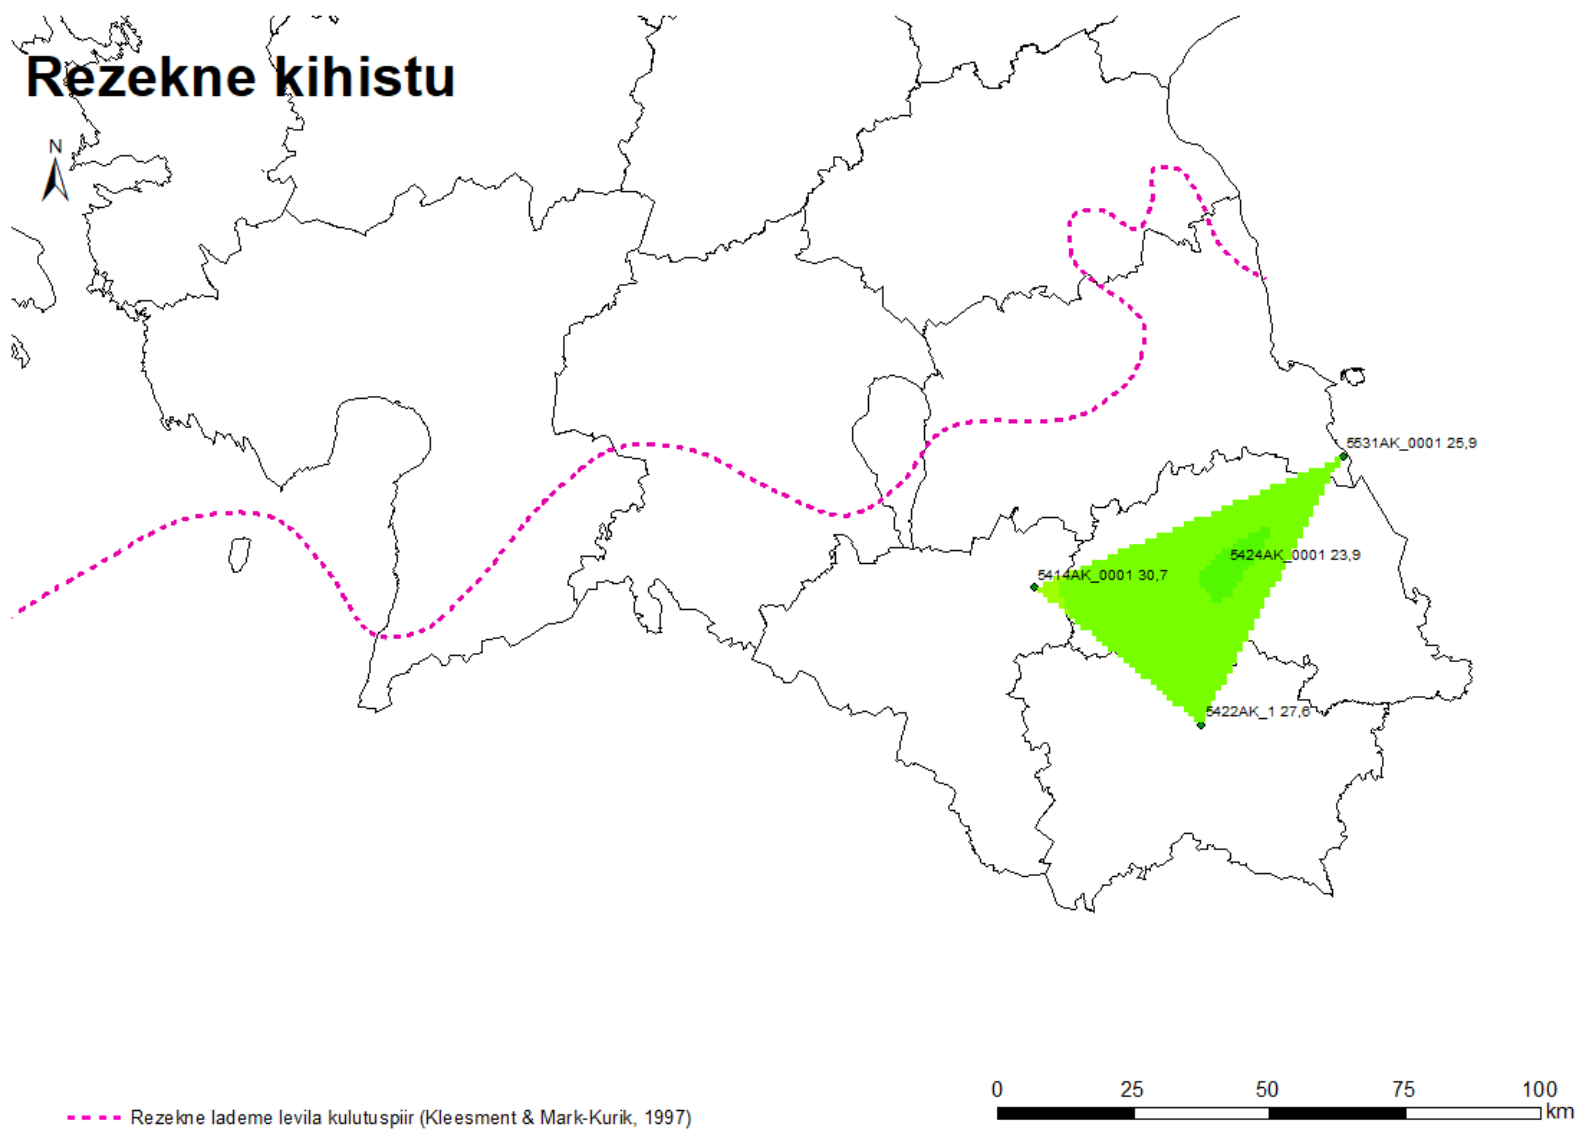 Rezekne kihistu
N
5531AK_0001 25,9
5424AK_0001 23,9
5414AK_0001 30,7
5422AK_1 27,6
0 25 50 75 100
km
Rezekne lademe levila kulutuspiir (Kleesment & Mark-Kurik, 1997)